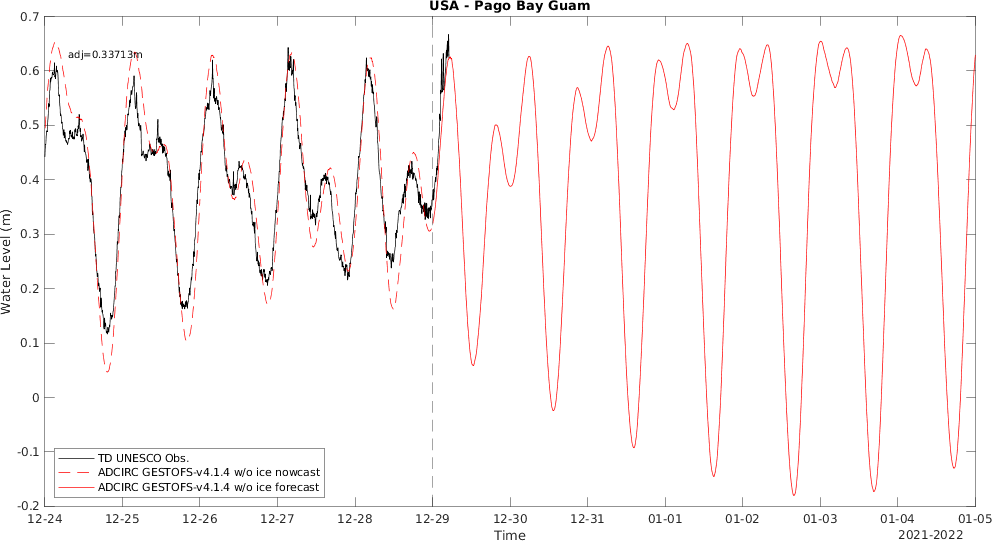 USA - Pago Bay Guam
adj=0.33713m
Water Level (m)
0.7
0.6
0.5
0.4
0.3
0.2
0.1
0
-0.1
-0.2
TD UNESCO Obs.
ADCIRC GESTOFS-v4.1.4 w/o ice nowcast
ADCIRC GESTOFS-v4.1.4 w/o ice forecast
12-24 12-25 12-26 12-27 12-28 12-29 12-30 12-31 01-01 01-02 01-03 01-04 01-05
Time
2021-2022